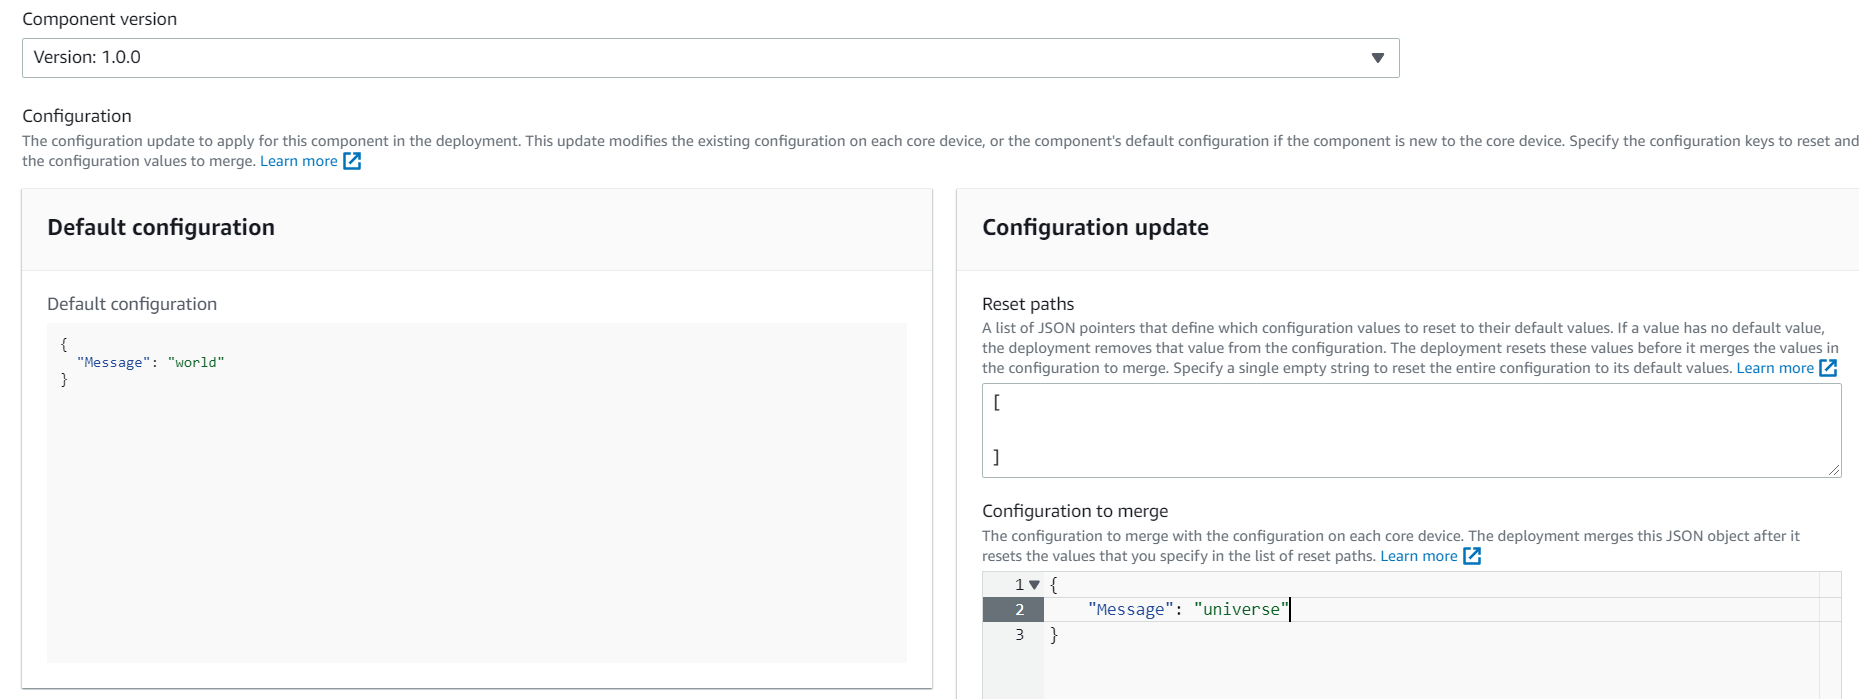 Component version
Version: 1.0.0
Configuration
The configuration update to apply for this component in the deployment. This update modifies the existing configuration on each core device, or the component's default configuration if the component is new to the core device. Specify the configuration keys to reset and
the configuration values to merge. Learn more
Default configuration
Default configuration
{
"Message": "world"
}
Configuration update
Reset paths
A list of JSON pointers that define which configuration values to reset to their default values. If a value has no default value,
the deployment removes that value from the configuration. The deployment resets these values before it merges the values in
the configuration to merge. Specify a single empty string to reset the entire configuration to its default values. Learn more
[
]
Configuration to merge
The configuration to merge with the configuration on each core device. The deployment merges this JSON object after it
resets the values that you specify in the list of reset paths. Learn more
1 {
2 "Message": "universe"
3 }